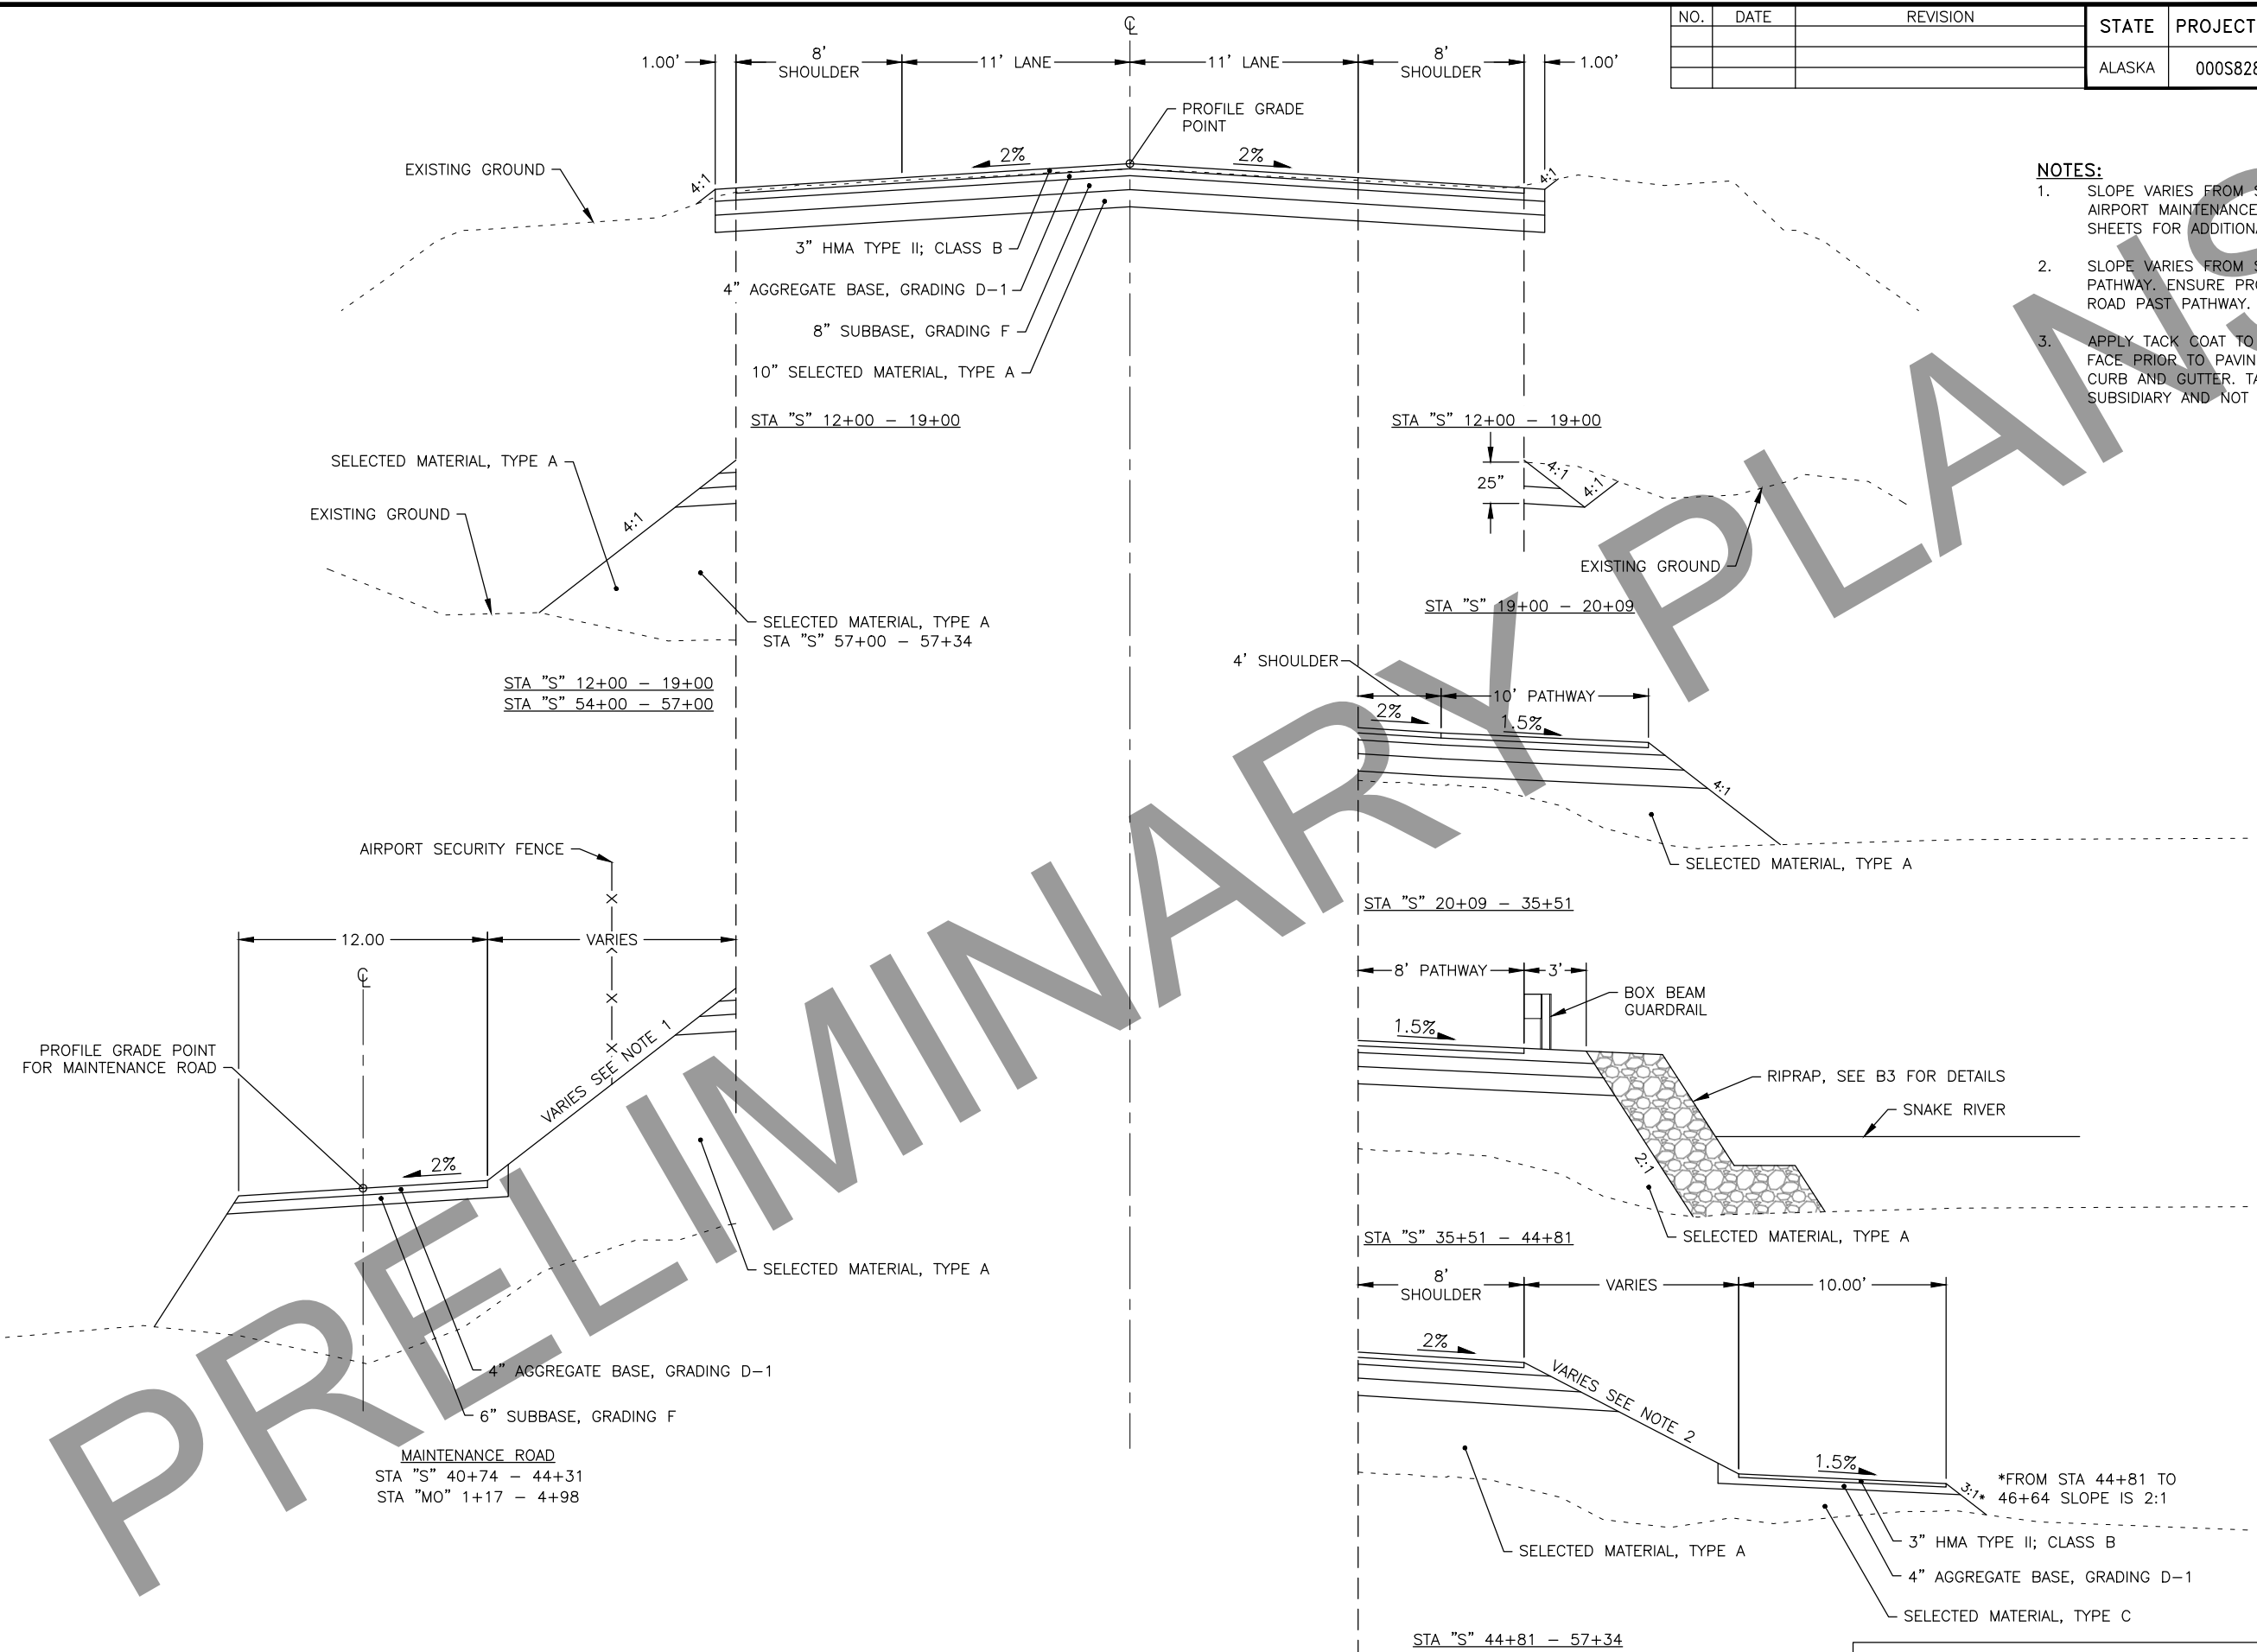 NO. DATE REVISION
STATE PROJECT
ALASKA 000S828
℄
1.00' 8' SHOULDER 11' LANE 11' LANE 8' SHOULDER 1.00'
PROFILE GRADE
POINT
EXISTING GROUND
4:1 2% 2% 4:1
3" HMA TYPE II; CLASS B
4" AGGREGATE BASE, GRADING D-1
8" SUBBASE, GRADING F
10" SELECTED MATERIAL, TYPE A
STA "S" 12+00 - 19+00
NOTES:
1. SLOPE VARIES FROM
AIRPORT MAINTENANCE
SHEETS FOR
2. SLOPE VARIES FROM
PATHWAY. ENSURE
ROAD PAST PATHWAY.
3. APPLY TACK COAT TO
FACE PRIOR TO
CURB AND GUTTER.
SUBSIDIARY AND NOT
SELECTED MATERIAL, TYPE A
EXISTING GROUND
4:1
SELECTED MATERIAL, TYPE A
STA "S" 57+00 - 57+34
STA "S" 12+00 - 19+00
STA "S" 54+00 - 57+00
STA "S" 12+00 - 19+00
25"
4:1
4:1
EXISTING GROUND
STA "S" 19+00 - 20+09
4' SHOULDER
10' PATHWAY
2% 1.5%
4:1
SELECTED MATERIAL, TYPE A
STA "S" 20+09 - 35+51
AIRPORT SECURITY FENCE
X
X
X
12.00 VARIES
℄
PROFILE GRADE POINT
FOR MAINTENANCE ROAD
VARIES SEE NOTE 1
2%
SELECTED MATERIAL, TYPE A
4" AGGREGATE BASE, GRADING D-1
6" SUBBASE, GRADING F
MAINTENANCE ROAD
STA "S" 40+74 - 44+31
STA "MO" 1+17 - 4+98
8' PATHWAY 3'
BOX BEAM
GUARDRAIL
1.5%
RIPRAP, SEE B3 FOR DETAILS
SNAKE RIVER
2:1
SELECTED MATERIAL, TYPE A
STA "S" 35+51 - 44+81
8' SHOULDER VARIES 10.00'
2%
VARIES SEE NOTE 2
1.5%
3:1*
*FROM STA 44+81 TO
46+64 SLOPE IS 2:1
3" HMA TYPE II; CLASS B
4" AGGREGATE BASE, GRADING D-1
SELECTED MATERIAL, TYPE A
SELECTED MATERIAL, TYPE C
STA "S" 44+81 - 57+34
PRELIMINARY PLANS